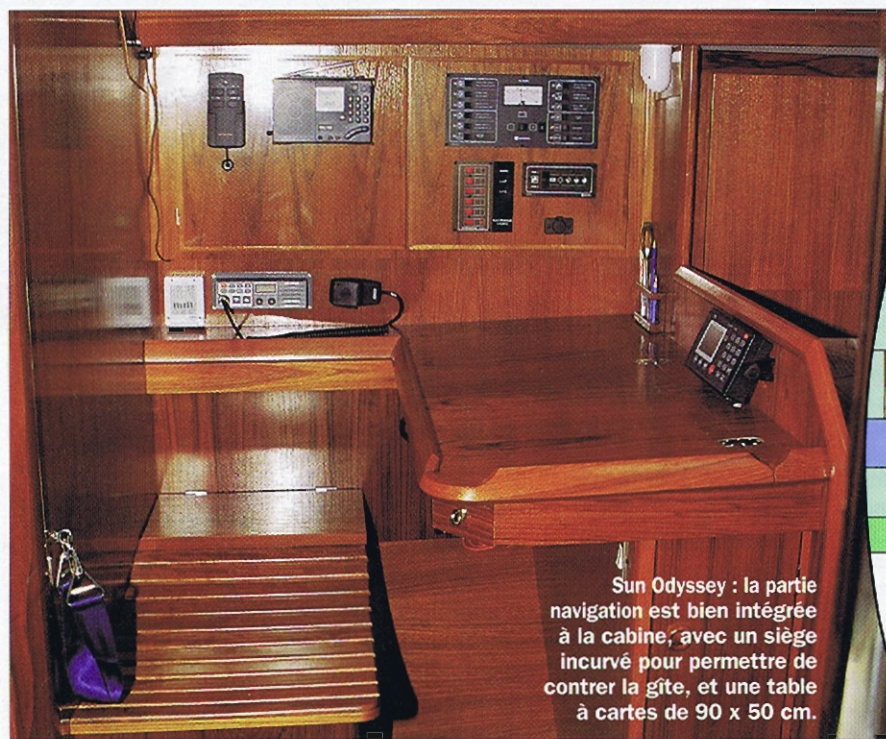 Sun Odyssey : la partie
navigation est bien intégrée
à la cabine, avec un siège
incurvé pour permettre de
contrer la gîte, et une table
à cartes de 90 x 50 cm.